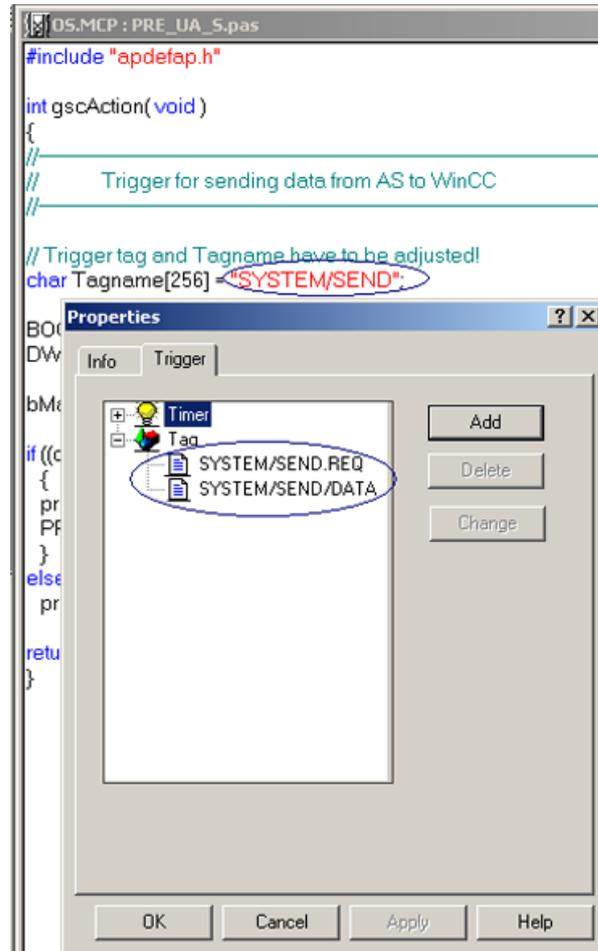 OS.MCP : PRE_UA_S.pas
#include "apdefap.h"
int gscAction( void )
{
//
// Trigger for sending data from AS to WinCC
//
// Trigger tag and Tagname have to be adjusted!
char Tagname[256] ="SYSTEM/SEND";
Properties
Info
Trigger
Timer
Tag
SYSTEM/SEND.REQ
SYSTEM/SEND/DATA
Add
Delete
Change
if ((
{
pr
}
else
pr
retu
}
OK
Cancel
Apply
Help